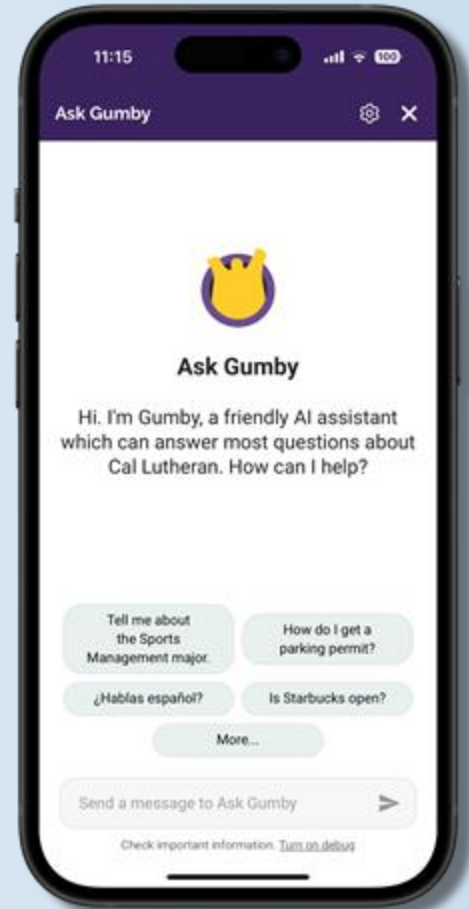 11:15
100
Ask Gumby
Ask Gumby
Hi. I'm Gumby, a friendly AI assistant
which can answer most questions about
Cal Lutheran. How can I help?
Tell me about
the Sports
Management major.
How do I get a
parking permit?
¿Hablas español?
Is Starbucks open?
More...
Send a message to Ask Gumby
Check important information. Turn on debug